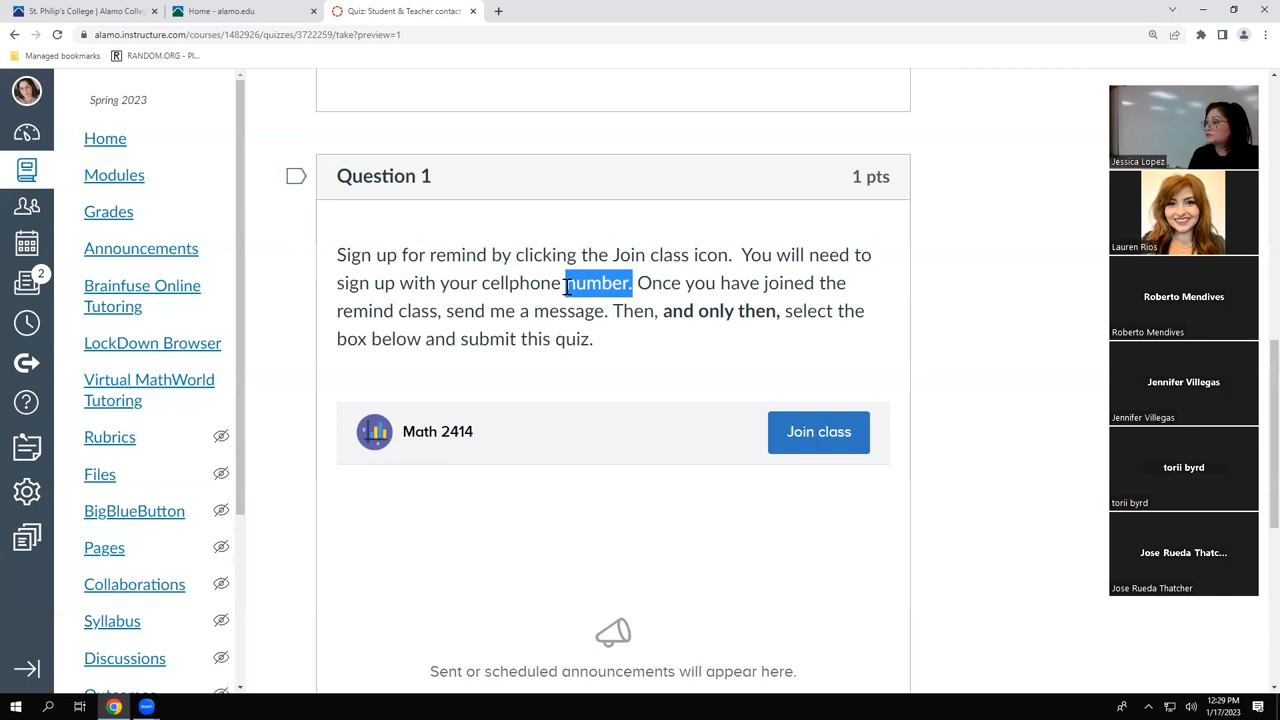 St. Philip's College | Alamo Colleg
Home - alamo.edu
Quiz: Student & Teacher contact
alamo.instructure.com/courses/1482926/quizzes/3722259/take?preview=1
Managed bookmarks
RANDOM.ORG - Pl...
Spring 2023
Home
Modules
Grades
Announcements
Brainfuse Online
Tutoring
LockDown Browser
Virtual MathWorld
Tutoring
Rubrics
Files
BigBlueButton
Pages
Collaborations
Syllabus
Discussions
2
Question 1
1 pts
Sign up for remind by clicking the Join class icon. You will need to
sign up with your cellphone number. Once you have joined the
remind class, send me a message. Then, and only then, select the
box below and submit this quiz.
Math 2414
Join class
Sent or scheduled announcements will appear here.
Jessica Lopez
Lauren Rios
Roberto Mendives
Roberto Mendives
Jennifer Villegas
Jennifer Villegas
torii byrd
torii byrd
Jose Rueda Thatc...
Jose Rueda Thatcher
12:29 PM
1/17/2023